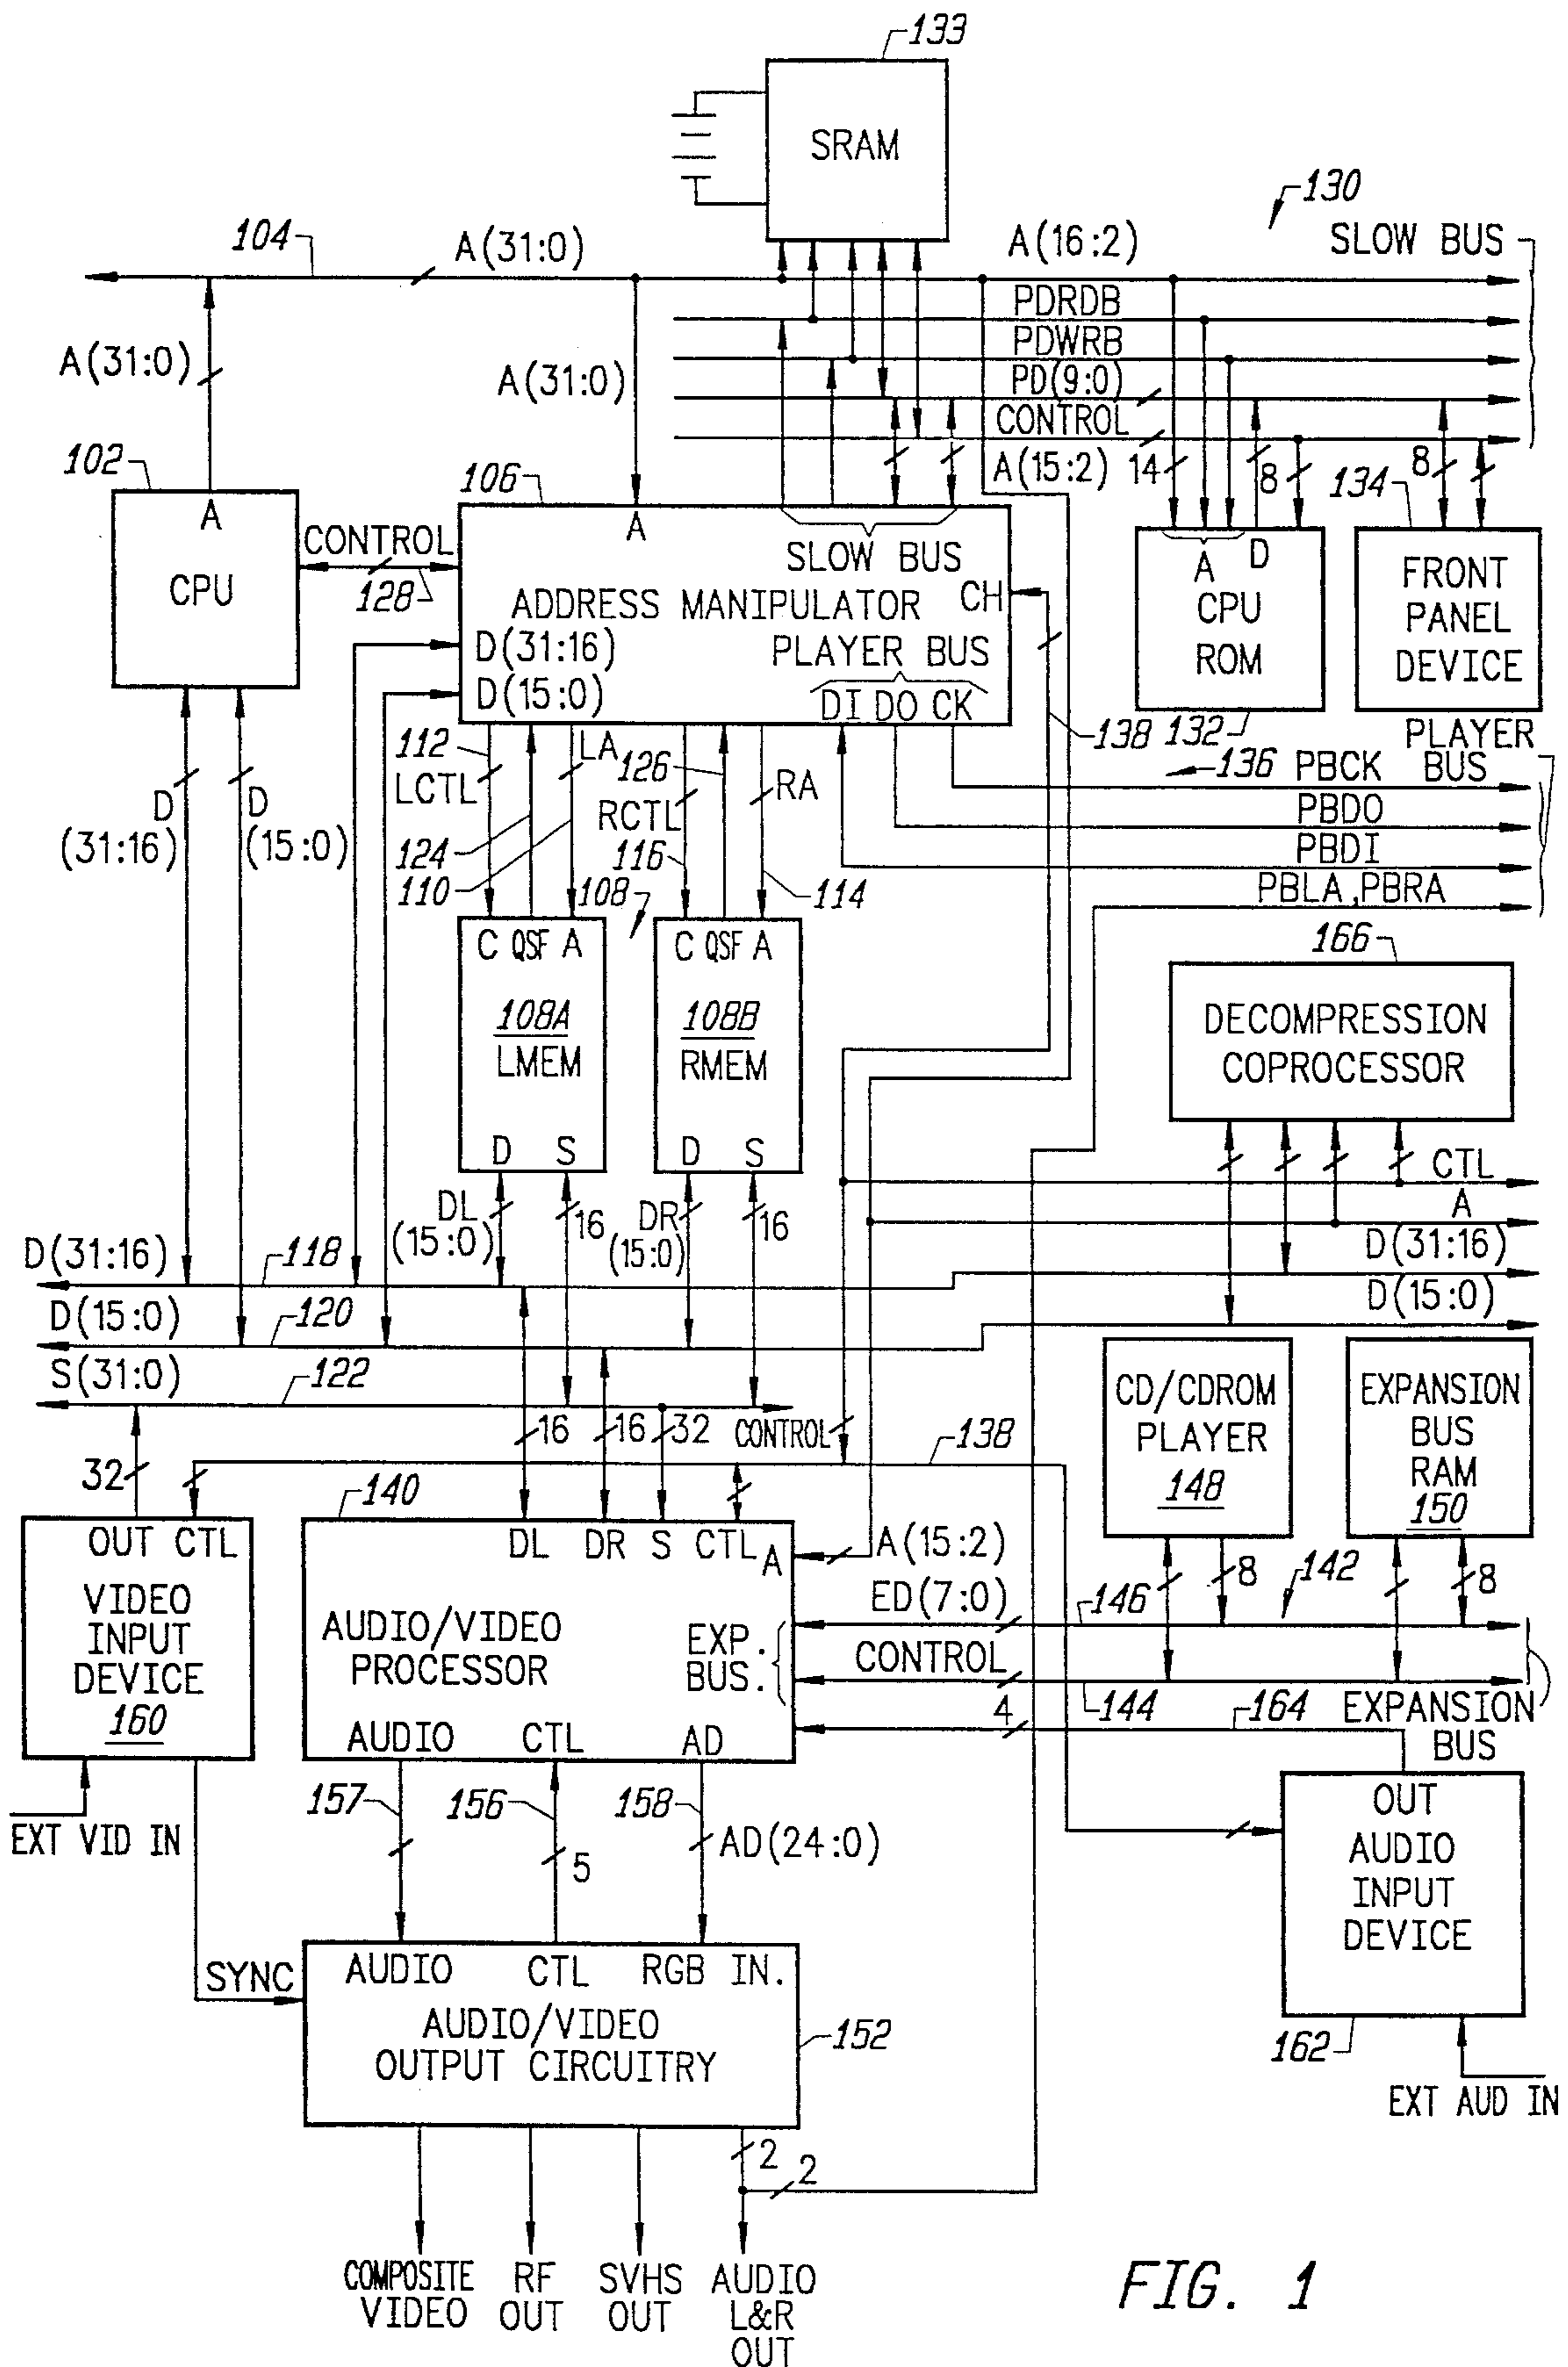 133
SRAM
130
SLOW BUS
104
A(31:0)
A(16:2)
PDRDB
PDWRB
PD(9:0)
CONTROL
A(31:0)
A(31:0)
A(15:2)
14
8
8
102
A
CPU
CONTROL
128
106
A
SLOW BUS
CH
ADDRESS MANIPULATOR
D(31:16)
D(15:0)
PLAYER BUS
DI DO CK
A
D
CPU
ROM
132
134
FRONT
PANEL
DEVICE
138
PLAYER
BUS
136
PBCK
PBDO
PBDI
PBLA,PBRA
112
LCTL
124
110
LA
126
RCTL
116
RA
114
108
D
(31:16)
D
(15:0)
C QSF A
108A
LMEM
D S
C QSF A
108B
RMEM
D S
166
DECOMPRESSION
COPROCESSOR
CTL
A
D(31:16)
D(15:0)
DL
(15:0)
16
DR
(15:0)
16
D(31:16)
118
D(15:0)
120
S(31:0)
122
16
16
32
CONTROL
138
32
CD/CDROM
PLAYER
148
EXPANSION
BUS
RAM
150
8
8
142
140
OUT CTL
VIDEO
INPUT
DEVICE
160
EXT VID IN
DL DR S CTL
A
A(15:2)
AUDIO/VIDEO
PROCESSOR
EXP.
BUS.
ED(7:0)
146
CONTROL
144
EXPANSION
BUS
4
164
AUDIO CTL AD
157
156
158
5
AD(24:0)
OUT
AUDIO
INPUT
DEVICE
162
EXT AUD IN
SYNC
AUDIO CTL RGB IN.
AUDIO/VIDEO
OUTPUT CIRCUITRY
152
2
2
COMPOSITE
VIDEO
RF
OUT
SVHS
OUT
AUDIO
L&R
OUT
FIG. 1